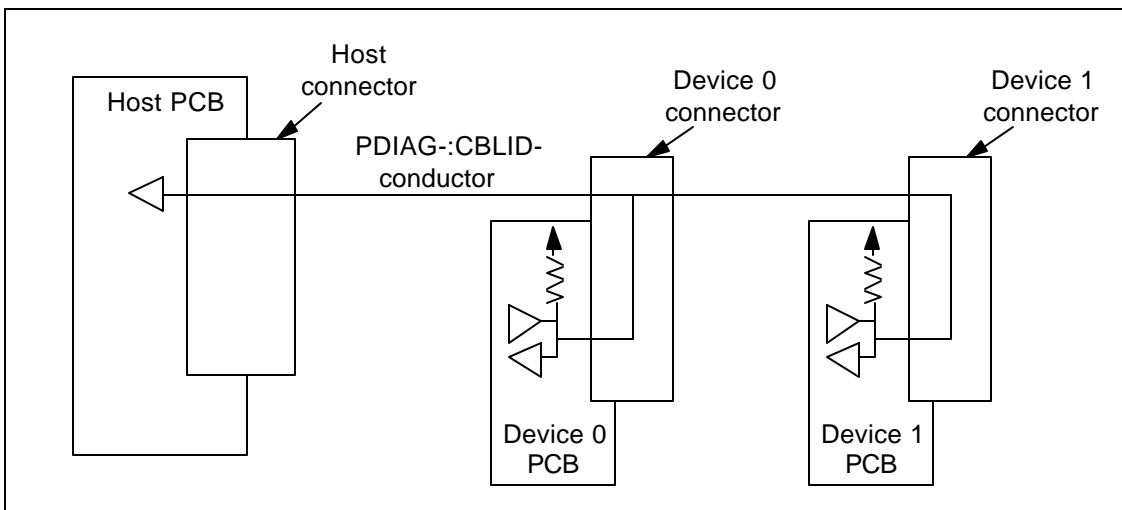 Host
connector
Host PCB
Device 0
connector
Device 1
connector
PDIAG-:CBLID-
conductor
Device 0
PCB
Device 1
PCB